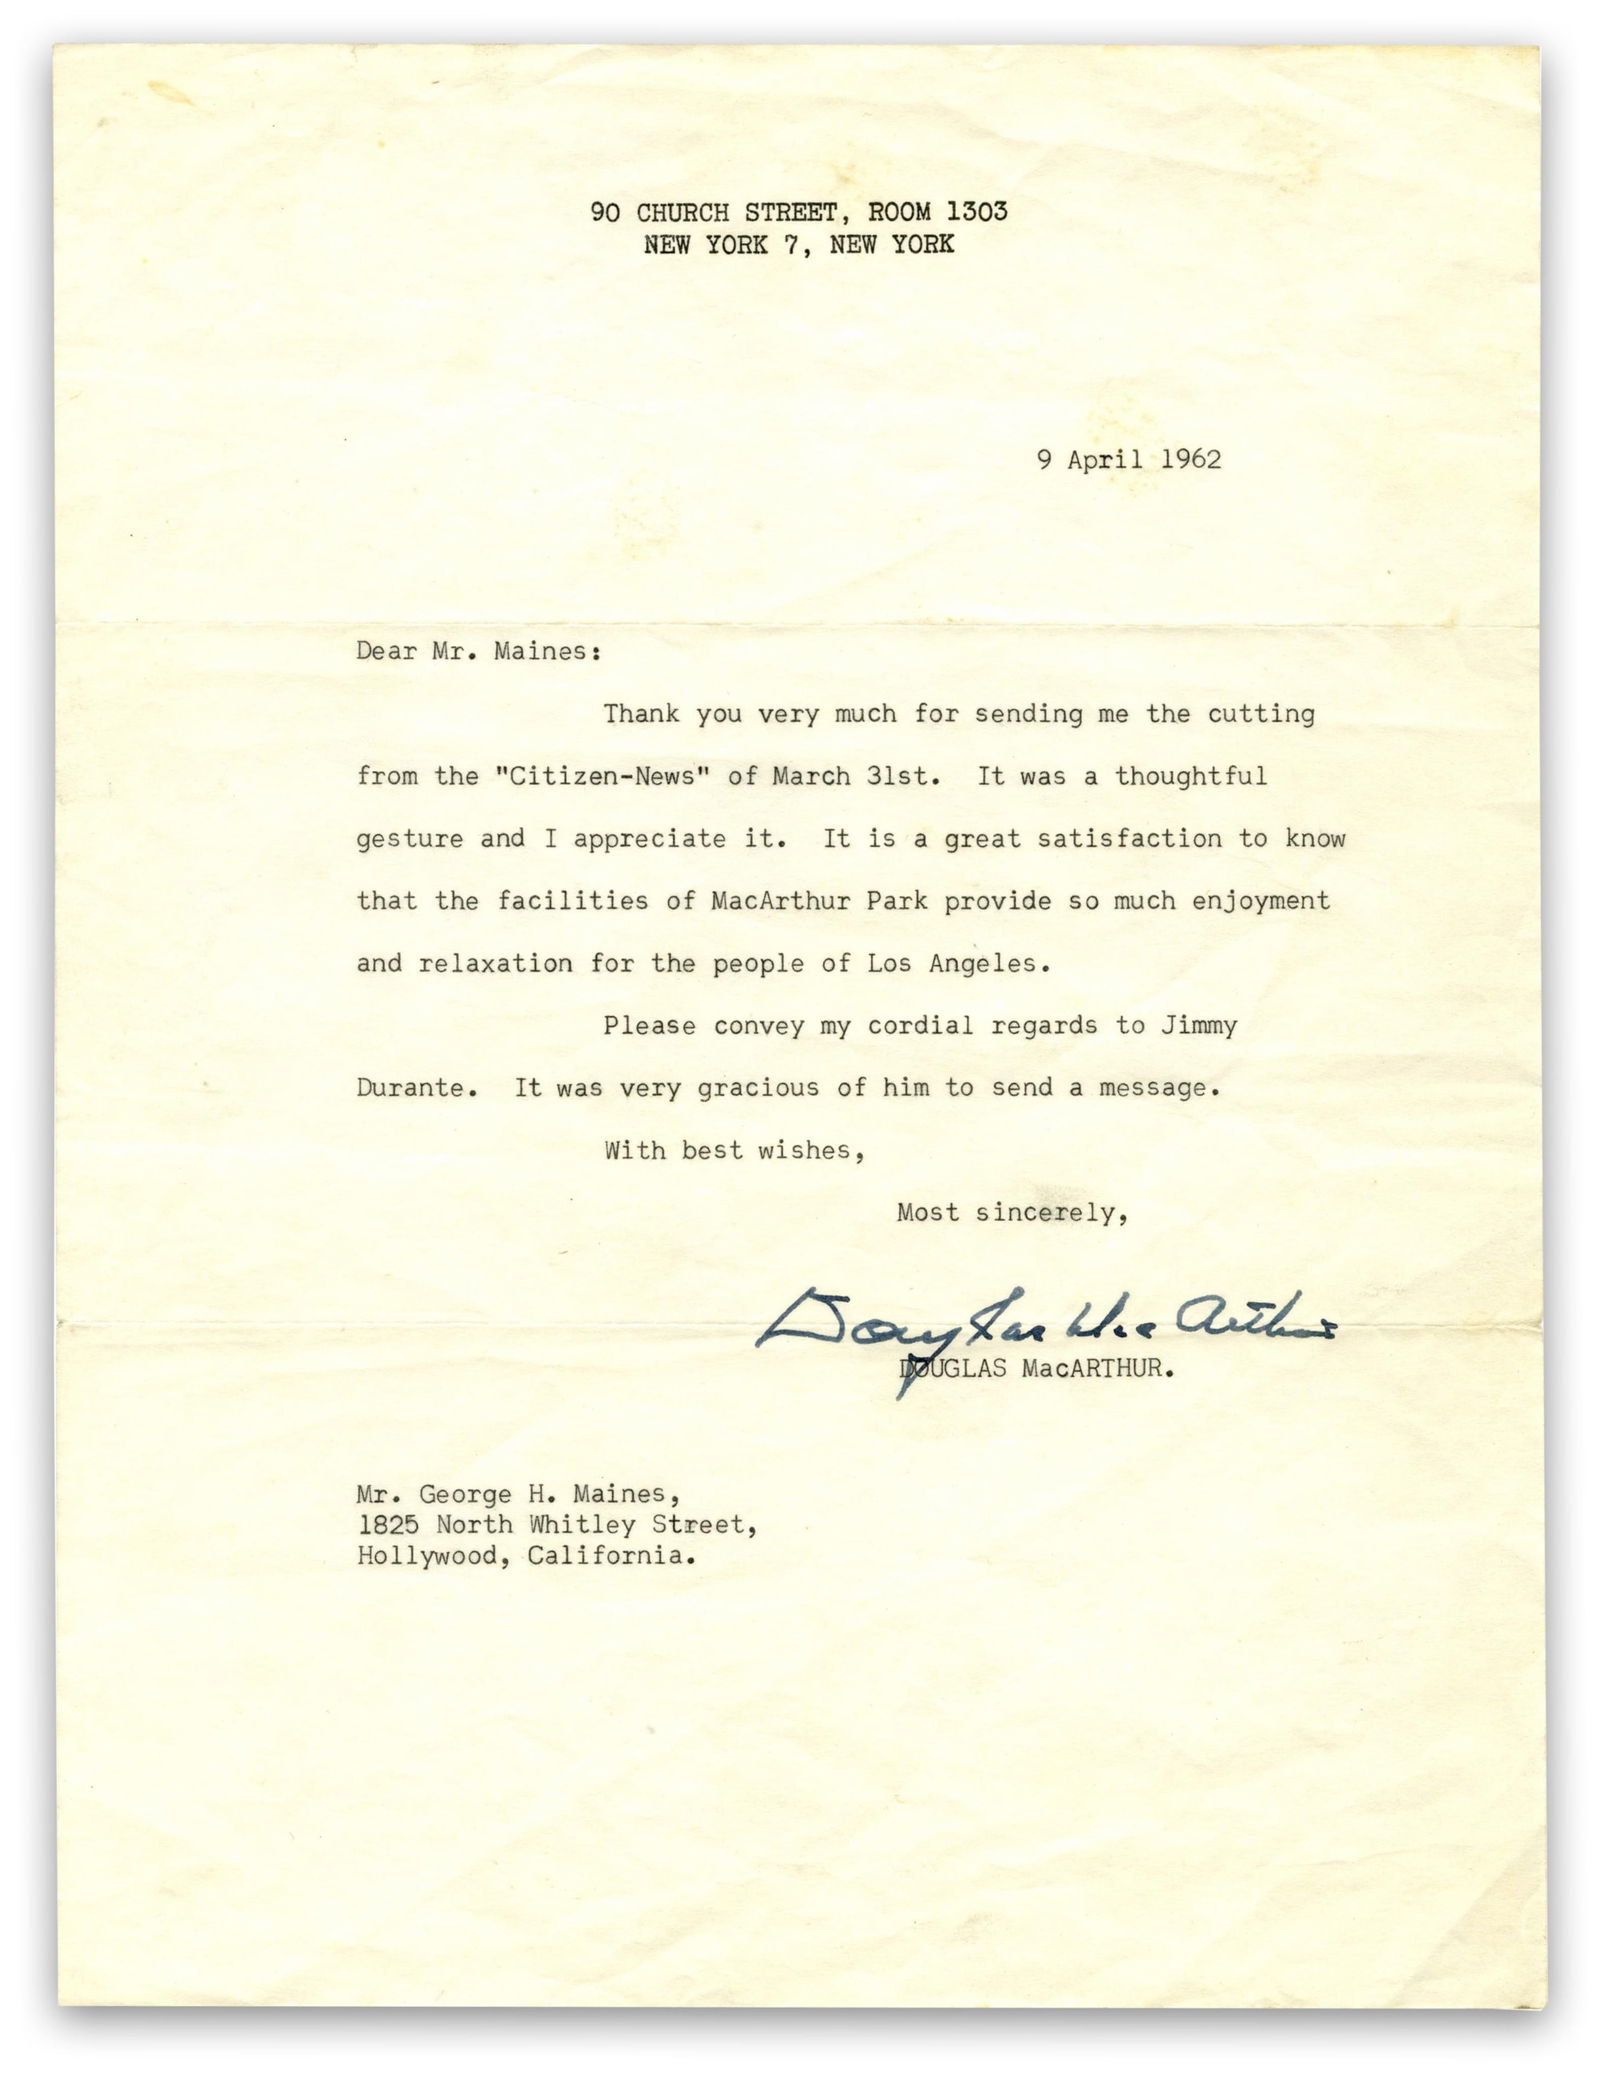 90 CHURCH STREET, ROOM 1303
NEW YORK 7, NEW YORK
9 April 1962
Dear Mr. Maines:
Thank you very much for sending me the cutting
from the "Citizen-News" of March 31st. It was a thoughtful
gesture and I appreciate it. It is a great satisfaction to know
that the facilities of MacArthur Park provide so much enjoyment
and relaxation for the people of Los Angeles.
Please convey my cordial regards to Jimmy
Durante. It was very gracious of him to send a message.
With best wishes,
Most sincerely,
Douglas MacArthur
DOUGLAS MacARTHUR.
Mr. George H. Maines,
1825 North Whitley Street,
Hollywood, California.